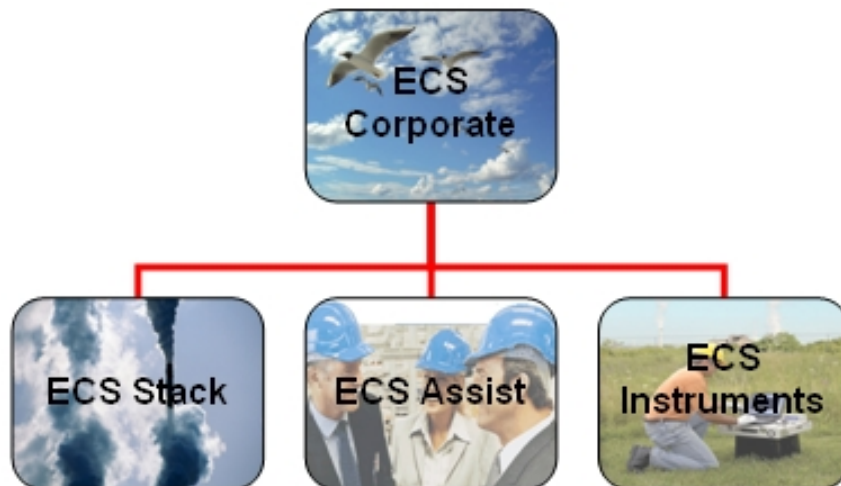 ECS
Corporate
ECS Stack
ECS Assist
ECS
Instruments